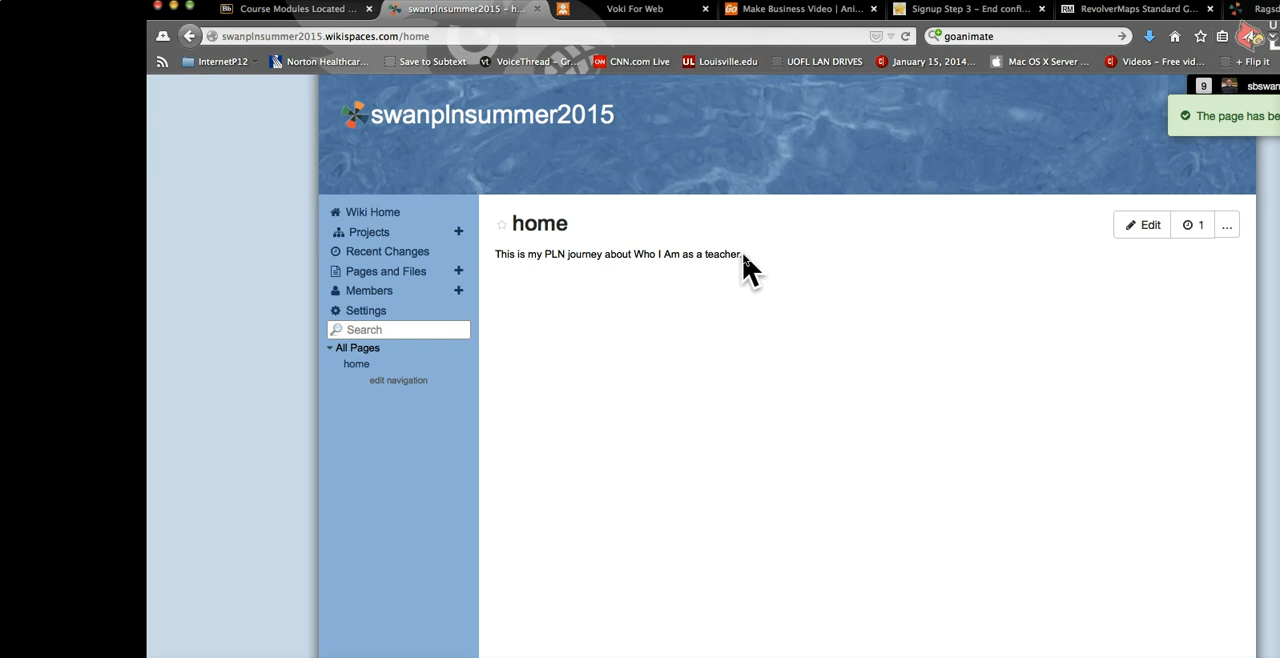 Course Modules Located ...
swanplnsummer2015 - h...
Voki For Web
Make Business Video | Ani...
Signup Step 3 – End confi...
RevolverMaps Standard G...
swanplnsummer2015.wikispaces.com/home
goanimate
InternetP12
Norton Healthcar...
Save to Subtext
VoiceThread – Gr...
CNN.com Live
Louisville.edu
UOFL LAN DRIVES
January 15, 2014...
Mac OS X Server ...
Videos – Free vid...
+ Flip it
9
sbswan
swanplnsummer2015
The page has be
Wiki Home
Projects
Recent Changes
Pages and Files
Members
Settings
Search
All Pages
home
edit navigation
home
Edit
1
...
This is my PLN journey about Who I Am as a teacher.